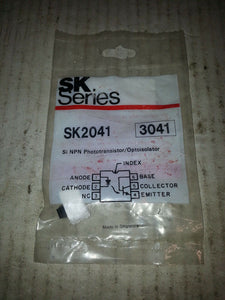 SK
Series
SK2041 3041
Si NPN Phototransistor/Optoisolator
INDEX
ANODE 1 6 BASE
CATHODE 2 5 COLLECTOR
NC 3 4 EMITTER
Made in Singapore